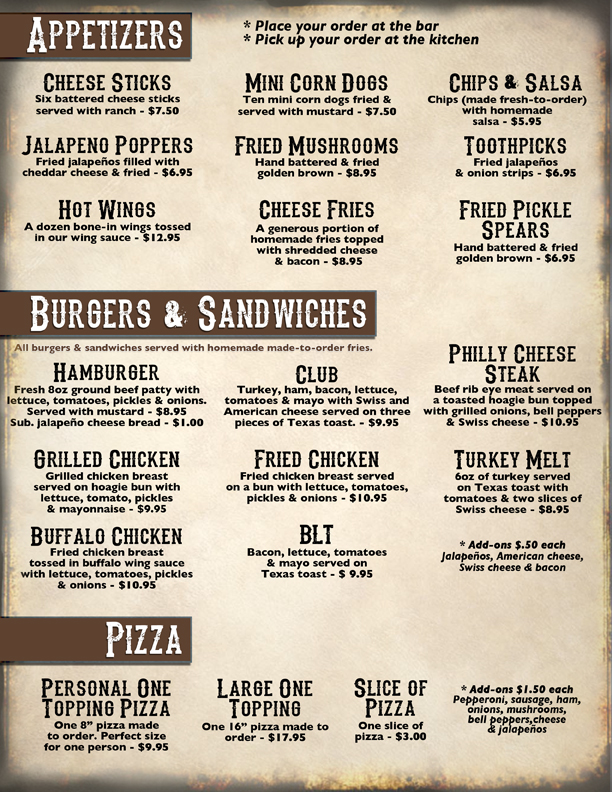 APPETIZERS
* Place your order at the bar
* Pick up your order at the kitchen
CHEESE STICKS
Six battered cheese sticks
served with ranch - $7.50
MINI CORN DOGS
Ten mini corn dogs fried &
served with mustard - $7.50
CHIPS & SALSA
Chips (made fresh-to-order)
with homemade
salsa - $5.95
JALAPENO POPPERS
Fried jalapeños filled with
cheddar cheese & fried - $6.95
FRIED MUSHROOMS
Hand battered & fried
golden brown - $8.95
TOOTHPICKS
Fried jalapeños
& onion strips - $6.95
HOT WINGS
A dozen bone-in wings tossed
in our wing sauce - $12.95
CHEESE FRIES
A generous portion of
homemade fries topped
with shredded cheese
& bacon - $8.95
FRIED PICKLE
SPEARS
Hand battered & fried
golden brown - $6.95
BURGERS & SANDWICHES
All burgers & sandwiches served with homemade made-to-order fries.
HAMBURGER
Fresh 8oz ground beef patty with
lettuce, tomatoes, pickles & onions.
Served with mustard - $8.95
Sub. jalapeño cheese bread - $1.00
CLUB
Turkey, ham, bacon, lettuce,
tomatoes & mayo with Swiss and
American cheese served on three
pieces of Texas toast. - $9.95
PHILLY CHEESE
STEAK
Beef rib eye meat served on
a toasted hoagie bun topped
with grilled onions, bell peppers
& Swiss cheese - $10.95
GRILLED CHICKEN
Grilled chicken breast
served on hoagie bun with
lettuce, tomato, pickles
& mayonnaise - $9.95
FRIED CHICKEN
Fried chicken breast served
on a bun with lettuce, tomatoes,
pickles & onions - $10.95
TURKEY MELT
6oz of turkey served
on Texas toast with
tomatoes & two slices of
Swiss cheese - $8.95
BUFFALO CHICKEN
Fried chicken breast
tossed in buffalo wing sauce
with lettuce, tomatoes, pickles
& onions - $10.95
BLT
Bacon, lettuce, tomatoes
& mayo served on
Texas toast - $ 9.95
* Add-ons $.50 each
Jalapeños, American cheese,
Swiss cheese & bacon
PIZZA
PERSONAL ONE
TOPPING PIZZA
One 8" pizza made
to order. Perfect size
for one person - $9.95
LARGE ONE
TOPPING
One 16" pizza made to
order - $17.95
SLICE OF
PIZZA
One slice of
pizza - $3.00
* Add-ons $1.50 each
Pepperoni, sausage, ham,
onions, mushrooms,
bell peppers,cheese
& jalapeños